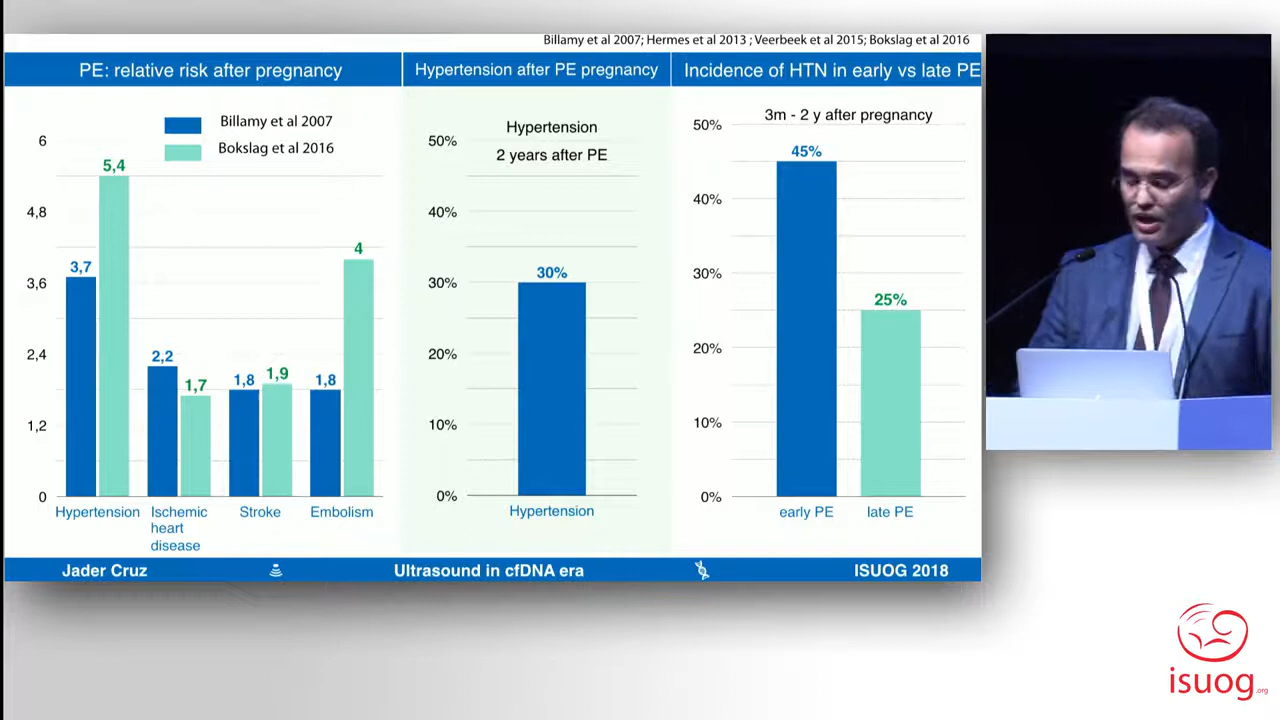 Billamy et al 2007; Hermes et al 2013 ; Veerbeek et al 2015; Bokslag et al 2016
PE: relative risk after pregnancy
Billamy et al 2007
Bokslag et al 2016
6
4,8
3,6
2,4
1,2
0
3,7
5,4
2,2
1,7
1,8
1,9
1,8
4
Hypertension
Ischemic
heart
disease
Stroke
Embolism
Hypertension after PE pregnancy
Hypertension
2 years after PE
50%
40%
30%
20%
10%
0%
30%
Hypertension
Incidence of HTN in early vs late PE
3m - 2 y after pregnancy
50%
40%
30%
20%
10%
0%
45%
25%
early PE
late PE
Jader Cruz
Ultrasound in cfDNA era
ISUOG 2018
isuog.org